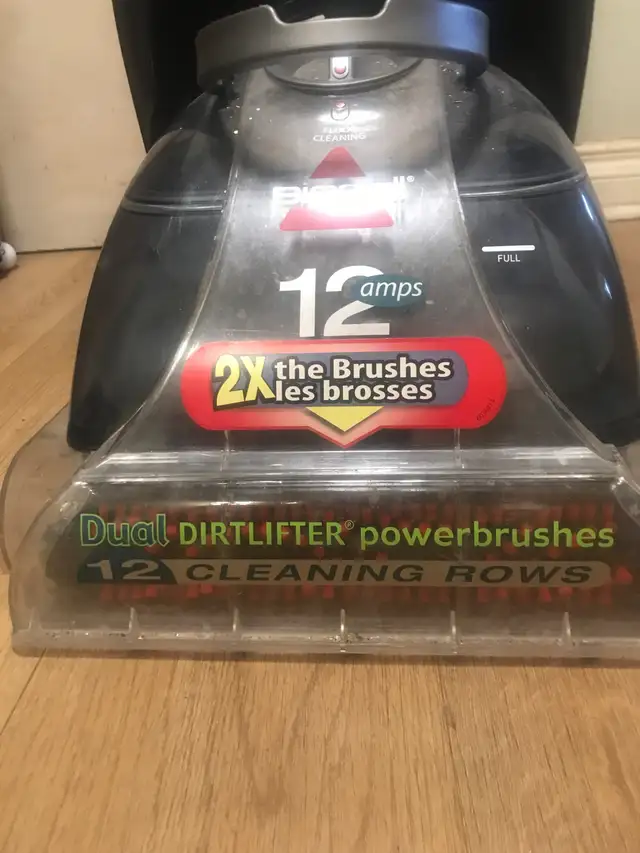 FLOOR
CLEANING
BISSELL®
12 amps
FULL
2X the Brushes
les brosses
Dual DIRTLIFTER® powerbrushes
12 CLEANING ROWS